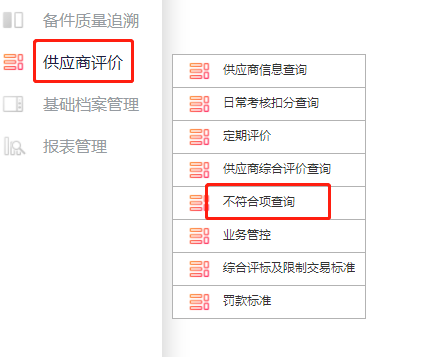 备件质量追溯
供应商评价
基础档案管理
报表管理
供应商信息查询
日常考核扣分查询
定期评价
供应商综合评价查询
不符合项查询
业务管控
综合评标及限制交易标准
罚款标准